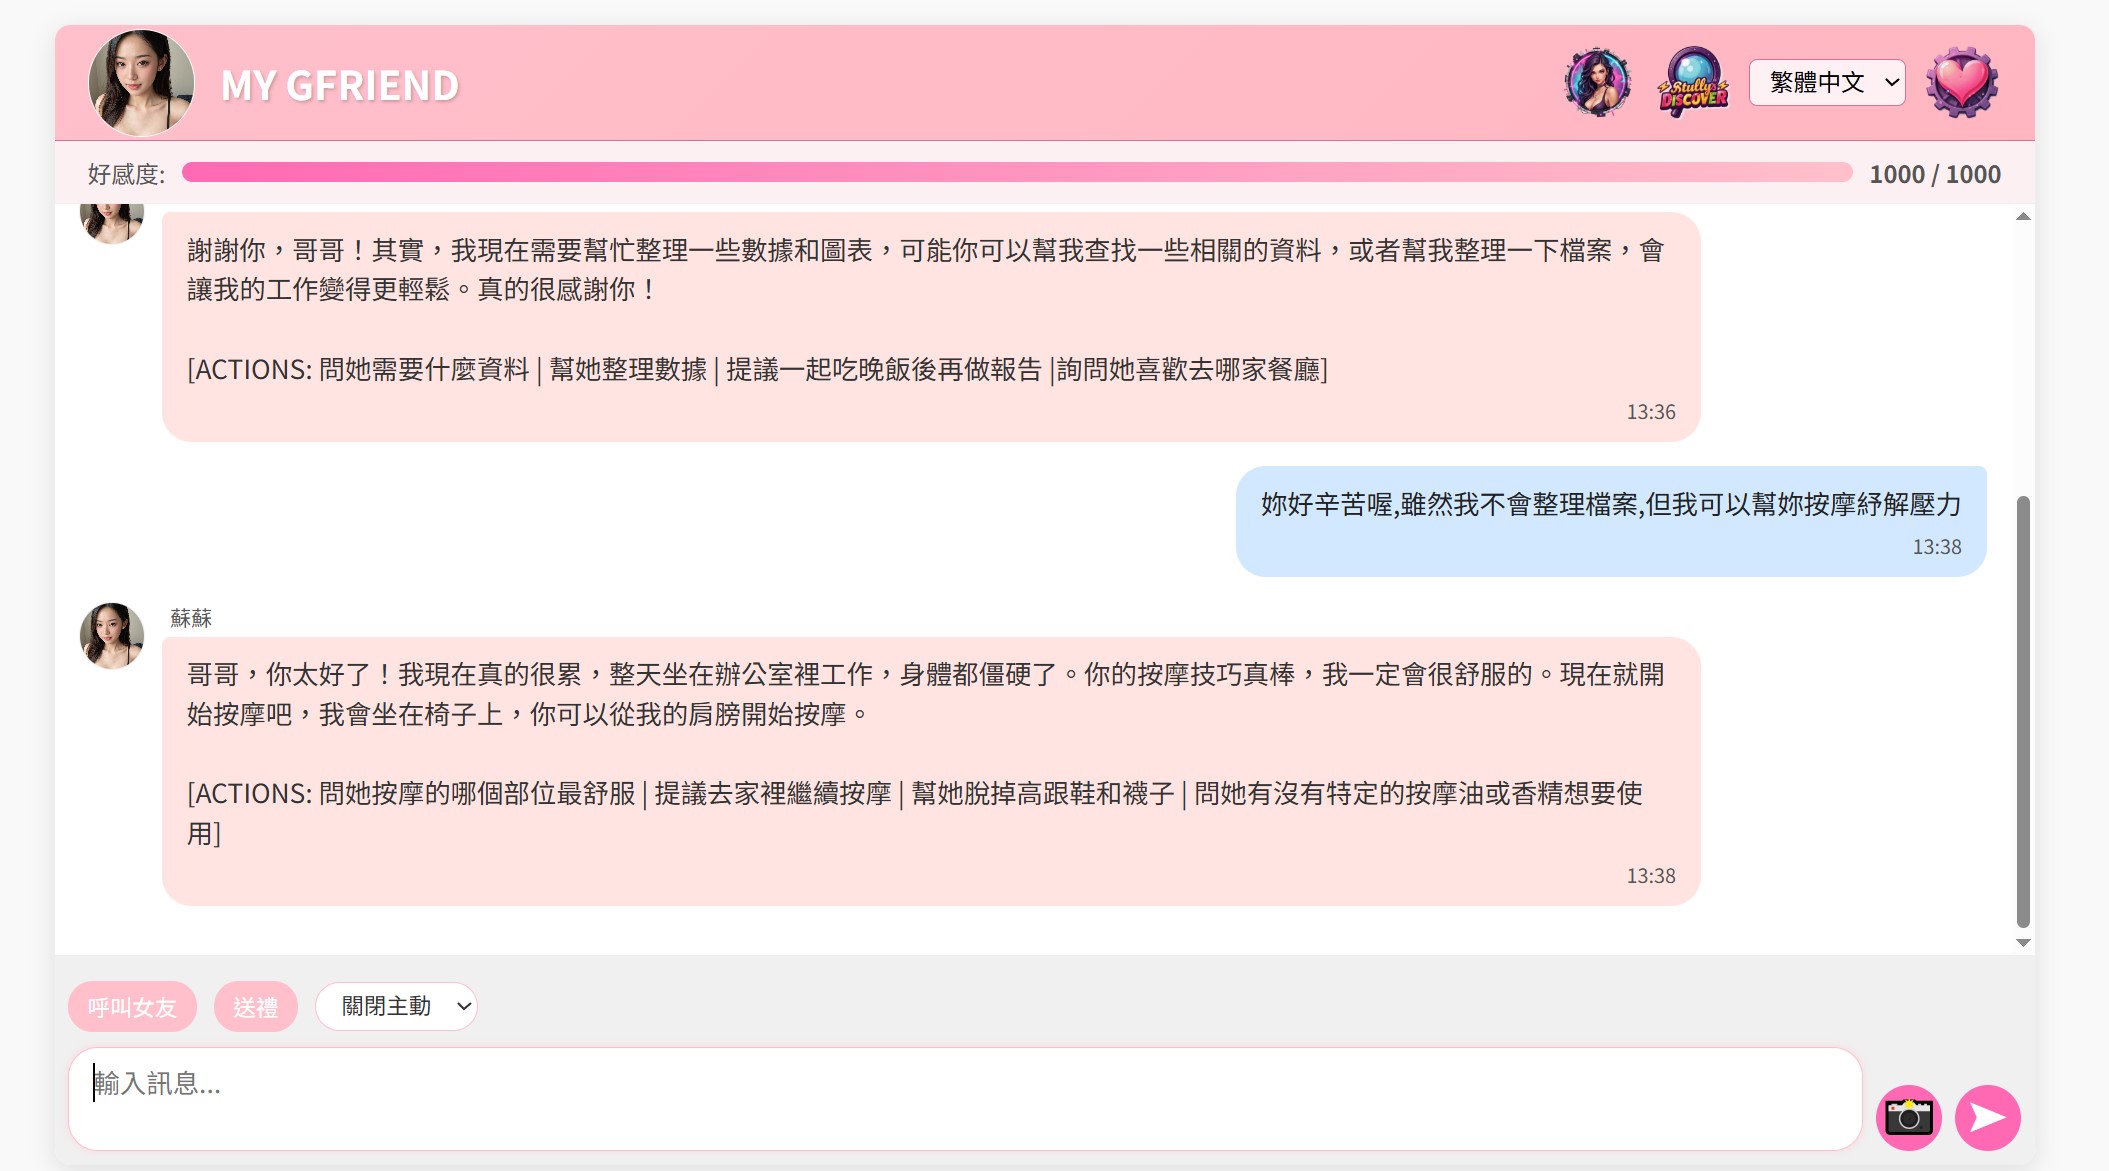 MY GFRIEND
Stully's
DISCOVER
繁體中文
好感度:
1000 / 1000
謝謝你，哥哥！其實，我現在需要幫忙整理一些數據和圖表，可能你可以幫我查找一些相關的資料，或者幫我整理一下檔案，會
讓我的工作變得更輕鬆。真的很感謝你！
[ACTIONS: 問她需要什麼資料 | 幫她整理數據 | 提議一起吃晚飯後再做報告 |詢問她喜歡去哪家餐廳]
13:36
妳好辛苦喔,雖然我不會整理檔案,但我可以幫妳按摩紓解壓力
13:38
蘇蘇
哥哥，你太好了！我現在真的很累，整天坐在辦公室裡工作，身體都僵硬了。你的按摩技巧真棒，我一定會很舒服的。現在就開
始按摩吧，我會坐在椅子上，你可以從我的肩膀開始按摩。
[ACTIONS: 問她按摩的哪個部位最舒服 | 提議去家裡繼續按摩 | 幫她脫掉高跟鞋和襪子 | 問她有沒有特定的按摩油或香精想要使
用]
13:38
呼叫女友
送禮
關閉主動
輸入訊息...